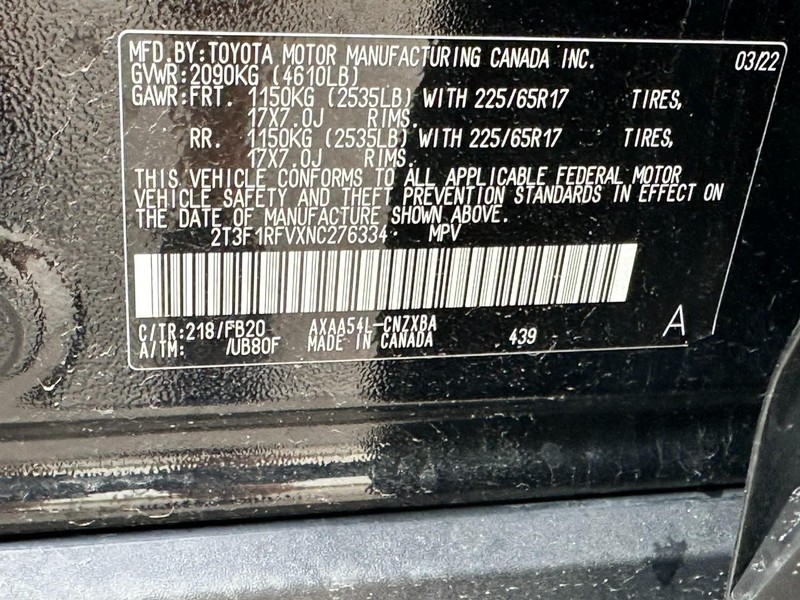 MFD.BY:TOYOTA MOTOR MANUFACTURING CANADA INC. 03/22
GVWR:2090KG (4610LB)
GAWR:FRT. 1150KG (2535LB) WITH 225/65R17 TIRES,
17X7.0J RIMS.
RR. 1150KG (2535LB) WITH 225/65R17 TIRES,
17X7.0J RIMS.
THIS VEHICLE CONFORMS TO ALL APPLICABLE FEDERAL MOTOR
VEHICLE SAFETY AND THEFT PREVENTION STANDARDS IN EFFECT ON
THE DATE OF MANUFACTURE SHOWN ABOVE.
2T3F1RFVXNC276334· MPV
C/TR:218/FB20 AXAA54L-CNZXBA
A/TM: /UB80F MADE IN CANADA 439 A